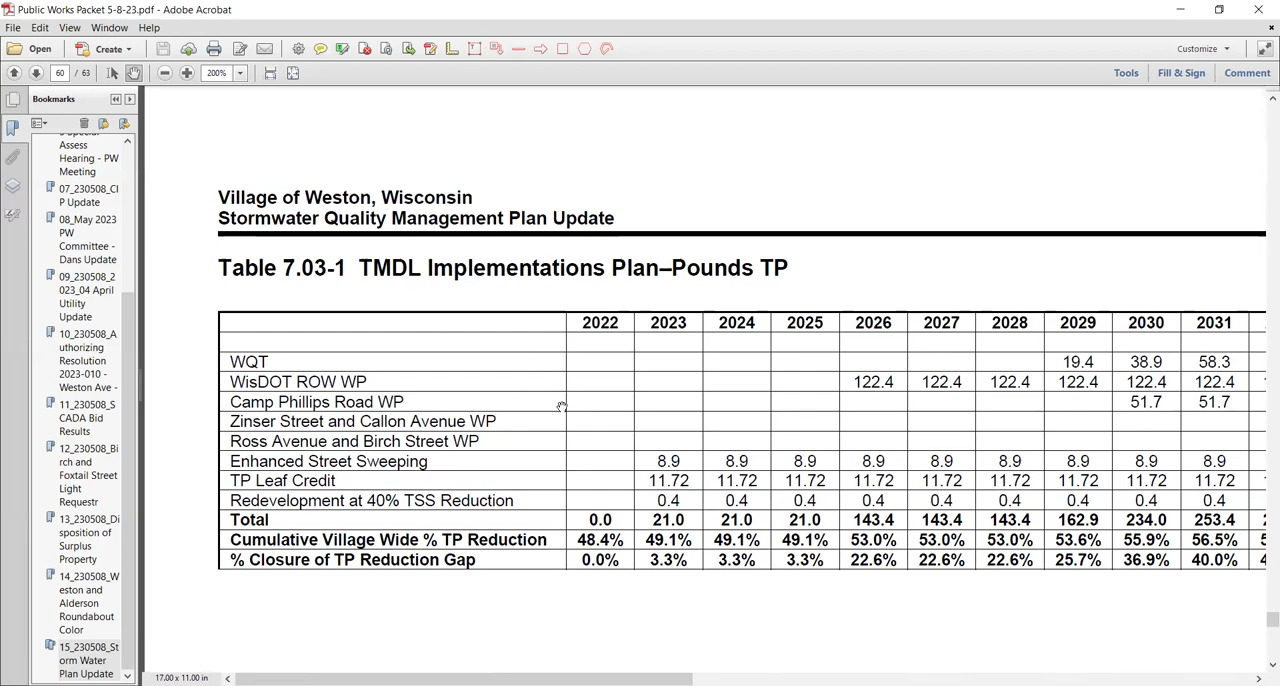 Public Works Packet 5-8-23.pdf - Adobe Acrobat
File Edit View Window Help
Open Create Customize
60 / 63 200% Tools Fill & Sign Comment
Bookmarks
Assess
Hearing - PW
Meeting
07_230508_CI
P Update
08_May 2023
PW
Committee -
Dans Update
09_230508_2
023_04 April
Utility
Update
10_230508_A
uthorizing
Resolution
2023-010 -
Weston Ave -
11_230508_S
CADA Bid
Results
12_230508_Bi
rch and
Foxtail Street
Light
Requestr
13_230508_Di
sposition of
Surplus
Property
14_230508_W
eston and
Alderson
Roundabout
Color
15_230508_St
orm Water
Plan Update
Village of Weston, Wisconsin
Stormwater Quality Management Plan Update
Table 7.03-1 TMDL Implementations Plan–Pounds TP
2022 2023 2024 2025 2026 2027 2028 2029 2030 2031
WQT 19.4 38.9 58.3
WisDOT ROW WP 122.4 122.4 122.4 122.4 122.4 122.4
Camp Phillips Road WP 51.7 51.7
Zinser Street and Callon Avenue WP
Ross Avenue and Birch Street WP
Enhanced Street Sweeping 8.9 8.9 8.9 8.9 8.9 8.9 8.9 8.9 8.9
TP Leaf Credit 11.72 11.72 11.72 11.72 11.72 11.72 11.72 11.72 11.72
Redevelopment at 40% TSS Reduction 0.4 0.4 0.4 0.4 0.4 0.4 0.4 0.4 0.4
Total 0.0 21.0 21.0 21.0 143.4 143.4 143.4 162.9 234.0 253.4
Cumulative Village Wide % TP Reduction 48.4% 49.1% 49.1% 49.1% 53.0% 53.0% 53.0% 53.6% 55.9% 56.5%
% Closure of TP Reduction Gap 0.0% 3.3% 3.3% 3.3% 22.6% 22.6% 22.6% 25.7% 36.9% 40.0%
17.00 x 11.00 in